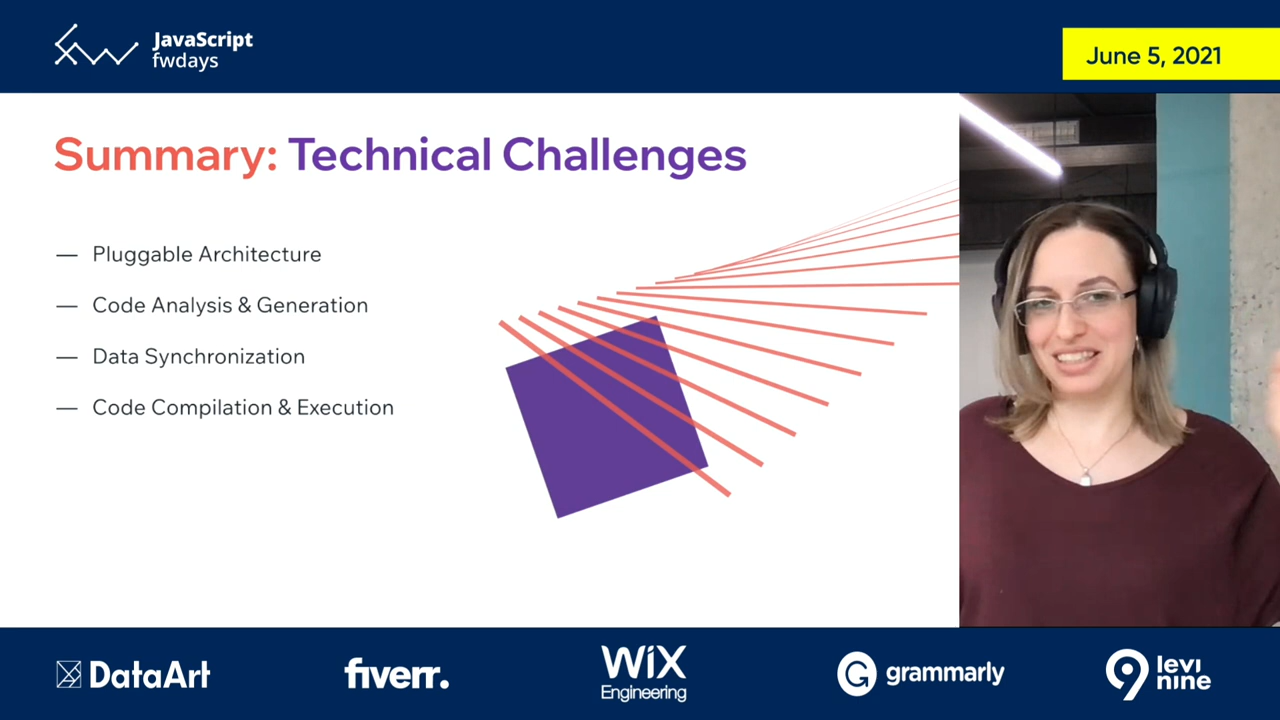 JavaScript
fwdays
June 5, 2021
Summary: Technical Challenges
— Pluggable Architecture
— Code Analysis & Generation
— Data Synchronization
— Code Compilation & Execution
DataArt
fiverr.
WiX
Engineering
grammarly
9 levi
nine